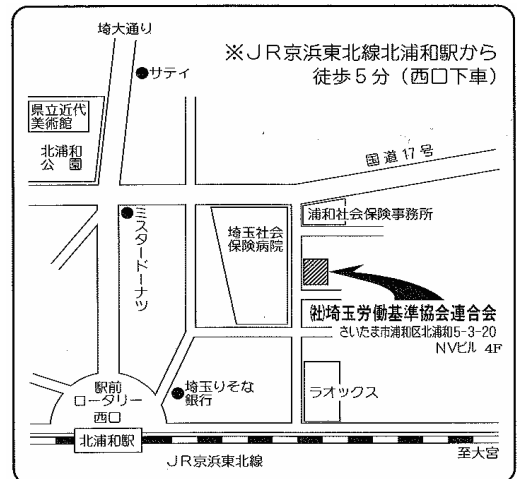 埼大通り
※JR京浜東北線北浦和駅から
徒歩5分（西口下車）
サティ
県立近代
美術館
北浦和
公園
国道17号
ミスタードーナツ
埼玉社会
保険病院
浦和社会保険事務所
㈳埼玉労働基準協会連合会
さいたま市浦和区北浦和5-3-20
NVビル 4F
駅前
ロータリー
西口
埼玉りそな
銀行
ラオックス
北浦和駅
JR京浜東北線
至大宮